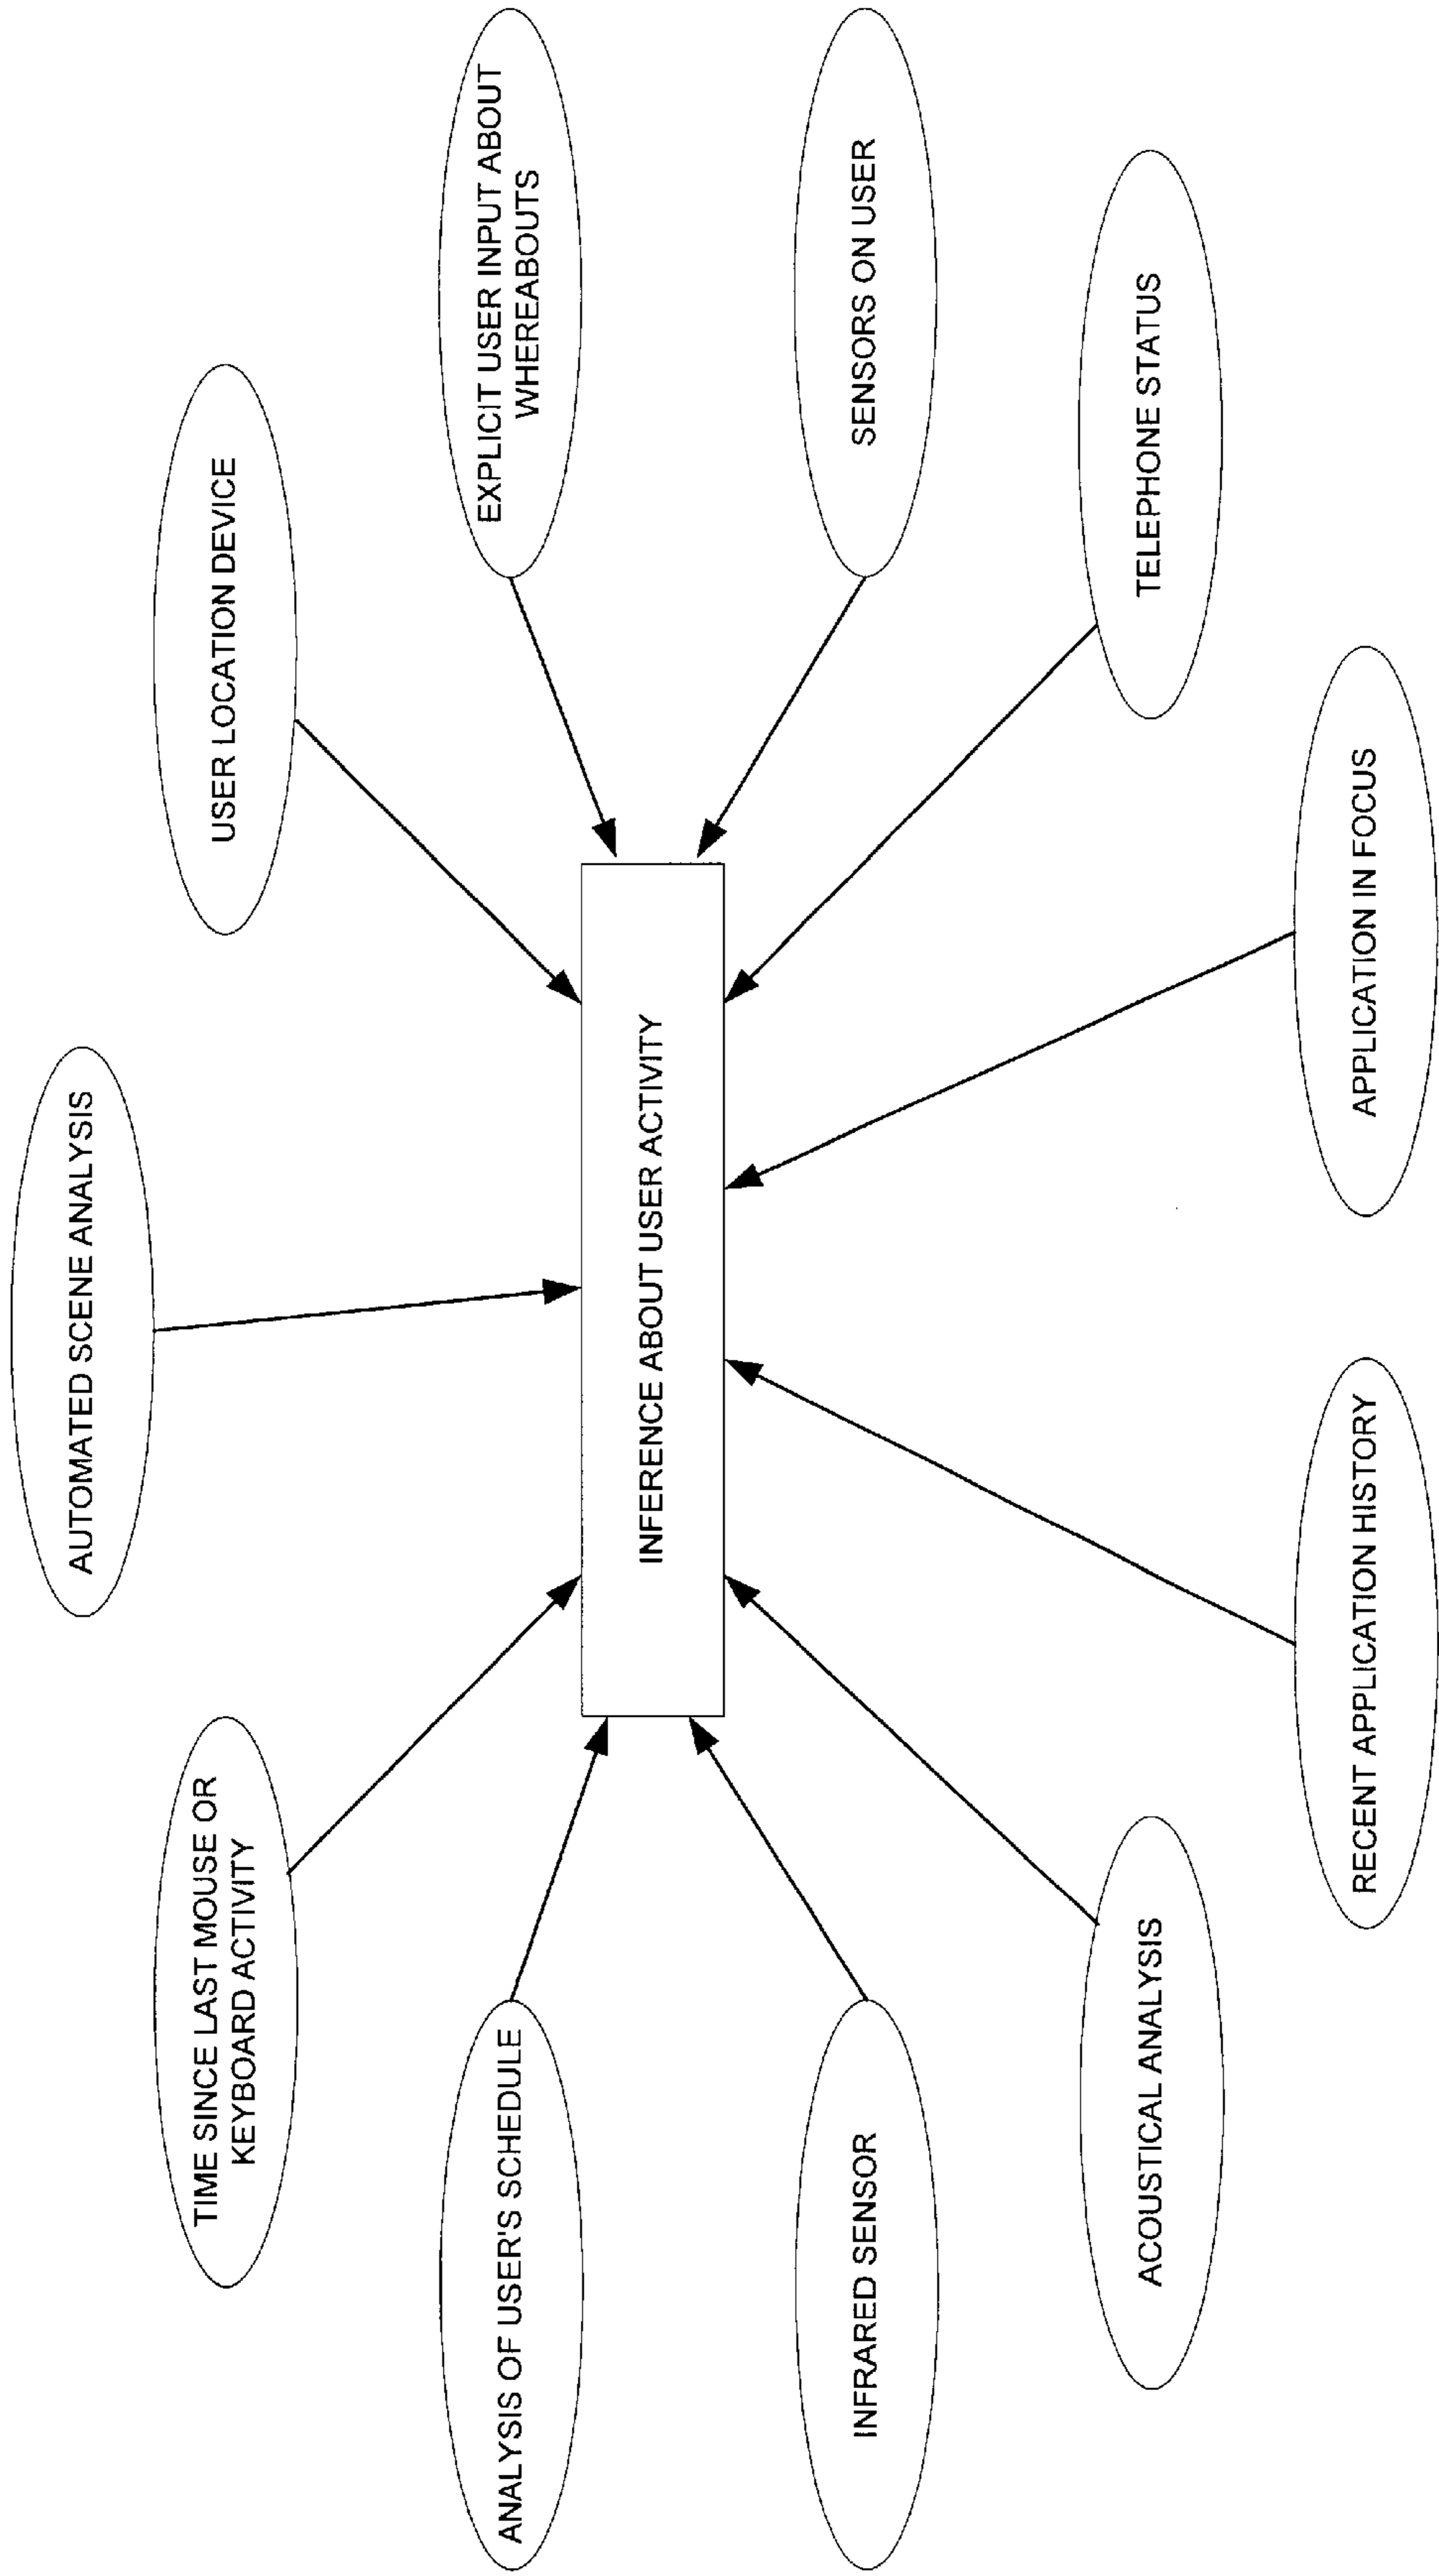 AUTOMATED SCENE ANALYSIS
TIME SINCE LAST MOUSE OR
KEYBOARD ACTIVITY
USER LOCATION DEVICE
ANALYSIS OF USER'S SCHEDULE
EXPLICIT USER INPUT ABOUT
WHEREABOUTS
INFERENCE ABOUT USER ACTIVITY
INFRARED SENSOR
SENSORS ON USER
ACOUSTICAL ANALYSIS
TELEPHONE STATUS
RECENT APPLICATION HISTORY
APPLICATION IN FOCUS